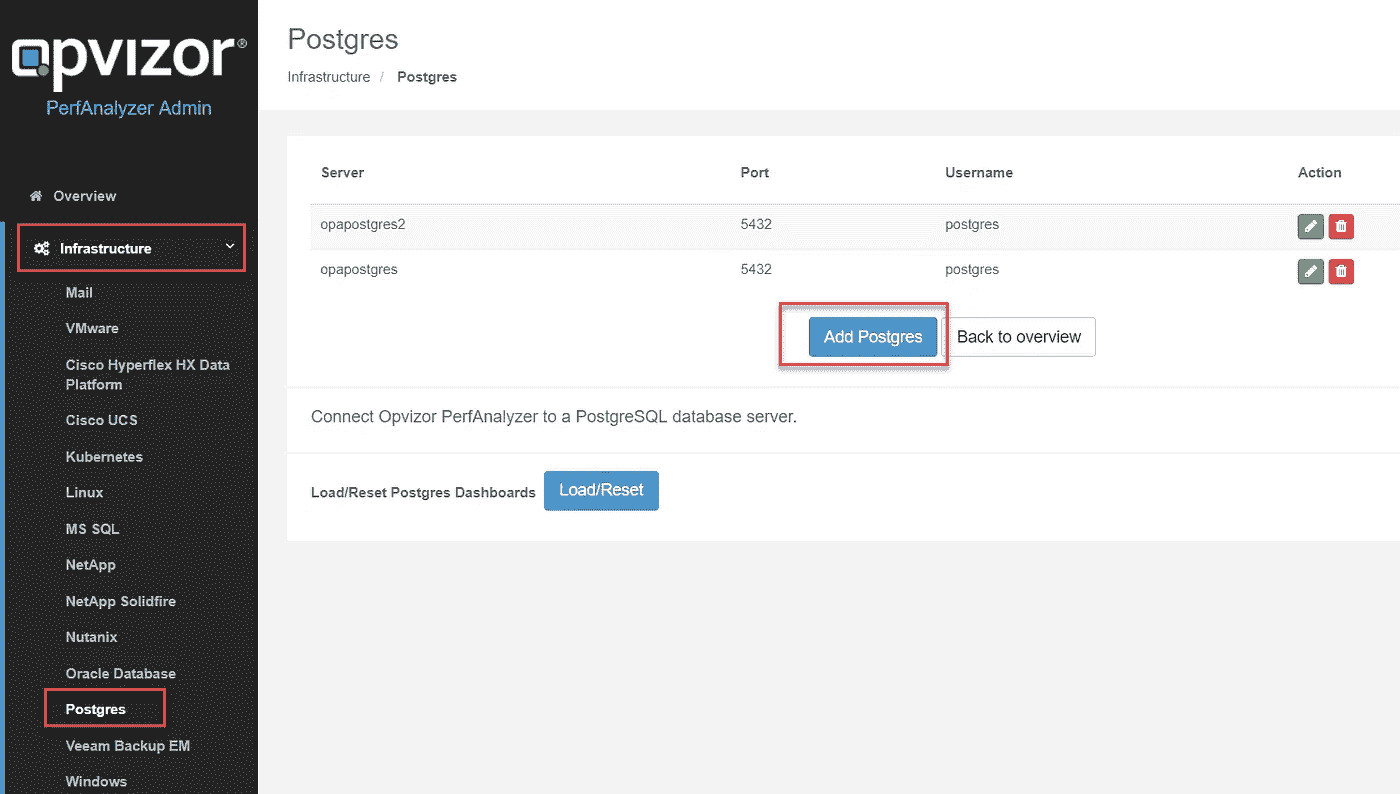 opvizor®
PerfAnalyzer Admin
Overview
Infrastructure
Mail
VMware
Cisco Hyperflex HX Data
Platform
Cisco UCS
Kubernetes
Linux
MS SQL
NetApp
NetApp Solidfire
Nutanix
Oracle Database
Postgres
Veeam Backup EM
Windows
Postgres
Infrastructure / Postgres
Server Port Username Action
opapostgres2 5432 postgres
opapostgres 5432 postgres
Add Postgres Back to overview
Connect Opvizor PerfAnalyzer to a PostgreSQL database server.
Load/Reset Postgres Dashboards Load/Reset